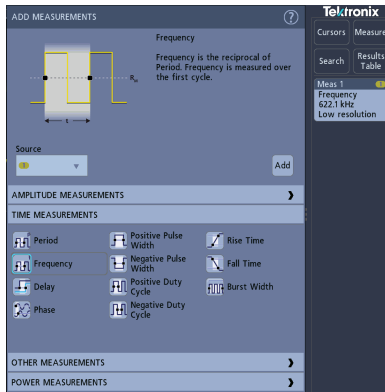 ADD MEASUREMENTS
?
Tektronix
Frequency
Frequency is the reciprocal of
Period. Frequency is measured over
the first cycle.
Cursors
Measure
Search
Results
Table
Meas 1
1
Frequency
622.1 kHz
Low resolution
Source
1
Add
AMPLITUDE MEASUREMENTS
TIME MEASUREMENTS
Period
Positive Pulse
Width
Rise Time
Frequency
Negative Pulse
Width
Fall Time
Delay
Positive Duty
Cycle
Burst Width
Phase
Negative Duty
Cycle
OTHER MEASUREMENTS
POWER MEASUREMENTS